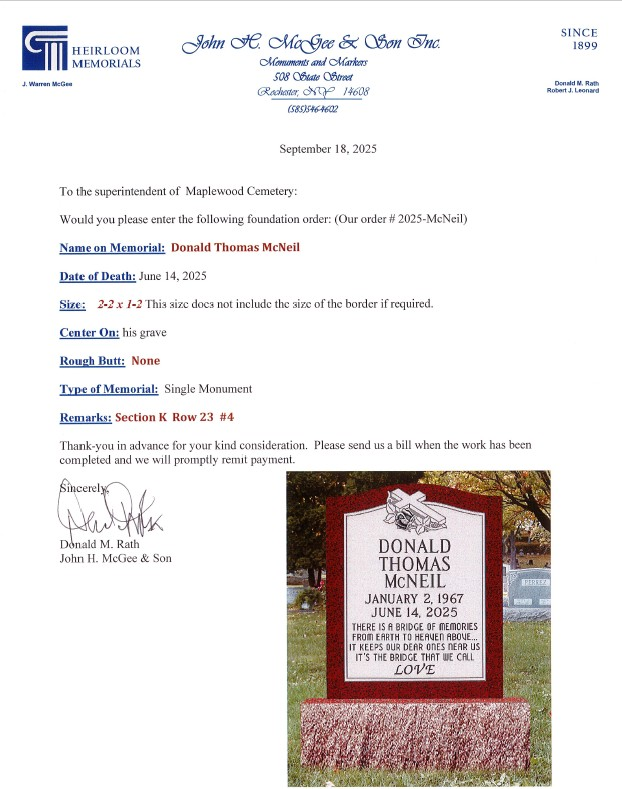 HEIRLOOM
MEMORIALS
J. Warren McGee
John H. McGee & Son Inc.
Monuments and Markers
508 State Street
Rochester, NY 14608
(585)546-4602
SINCE
1899
Donald M. Rath
Robert J. Leonard
September 18, 2025
To the superintendent of Maplewood Cemetery:
Would you please enter the following foundation order: (Our order # 2025-McNeil)
Name on Memorial: Donald Thomas McNeil
Date of Death: June 14, 2025
Size: 2-2 x 1-2 This size does not include the size of the border if required.
Center On: his grave
Rough Butt: None
Type of Memorial: Single Monument
Remarks: Section K Row 23 #4
Thank-you in advance for your kind consideration. Please send us a bill when the work has been
completed and we will promptly remit payment.
Sincerely,
Donald M. Rath
John H. McGee & Son
DONALD
THOMAS
McNEIL
JANUARY 2, 1967
JUNE 14, 2025
THERE IS A BRIDGE OF MEMORIES
FROM EARTH TO HEAVEN ABOVE...
IT KEEPS OUR DEAR ONES NEAR US
IT'S THE BRIDGE THAT WE CALL
LOVE